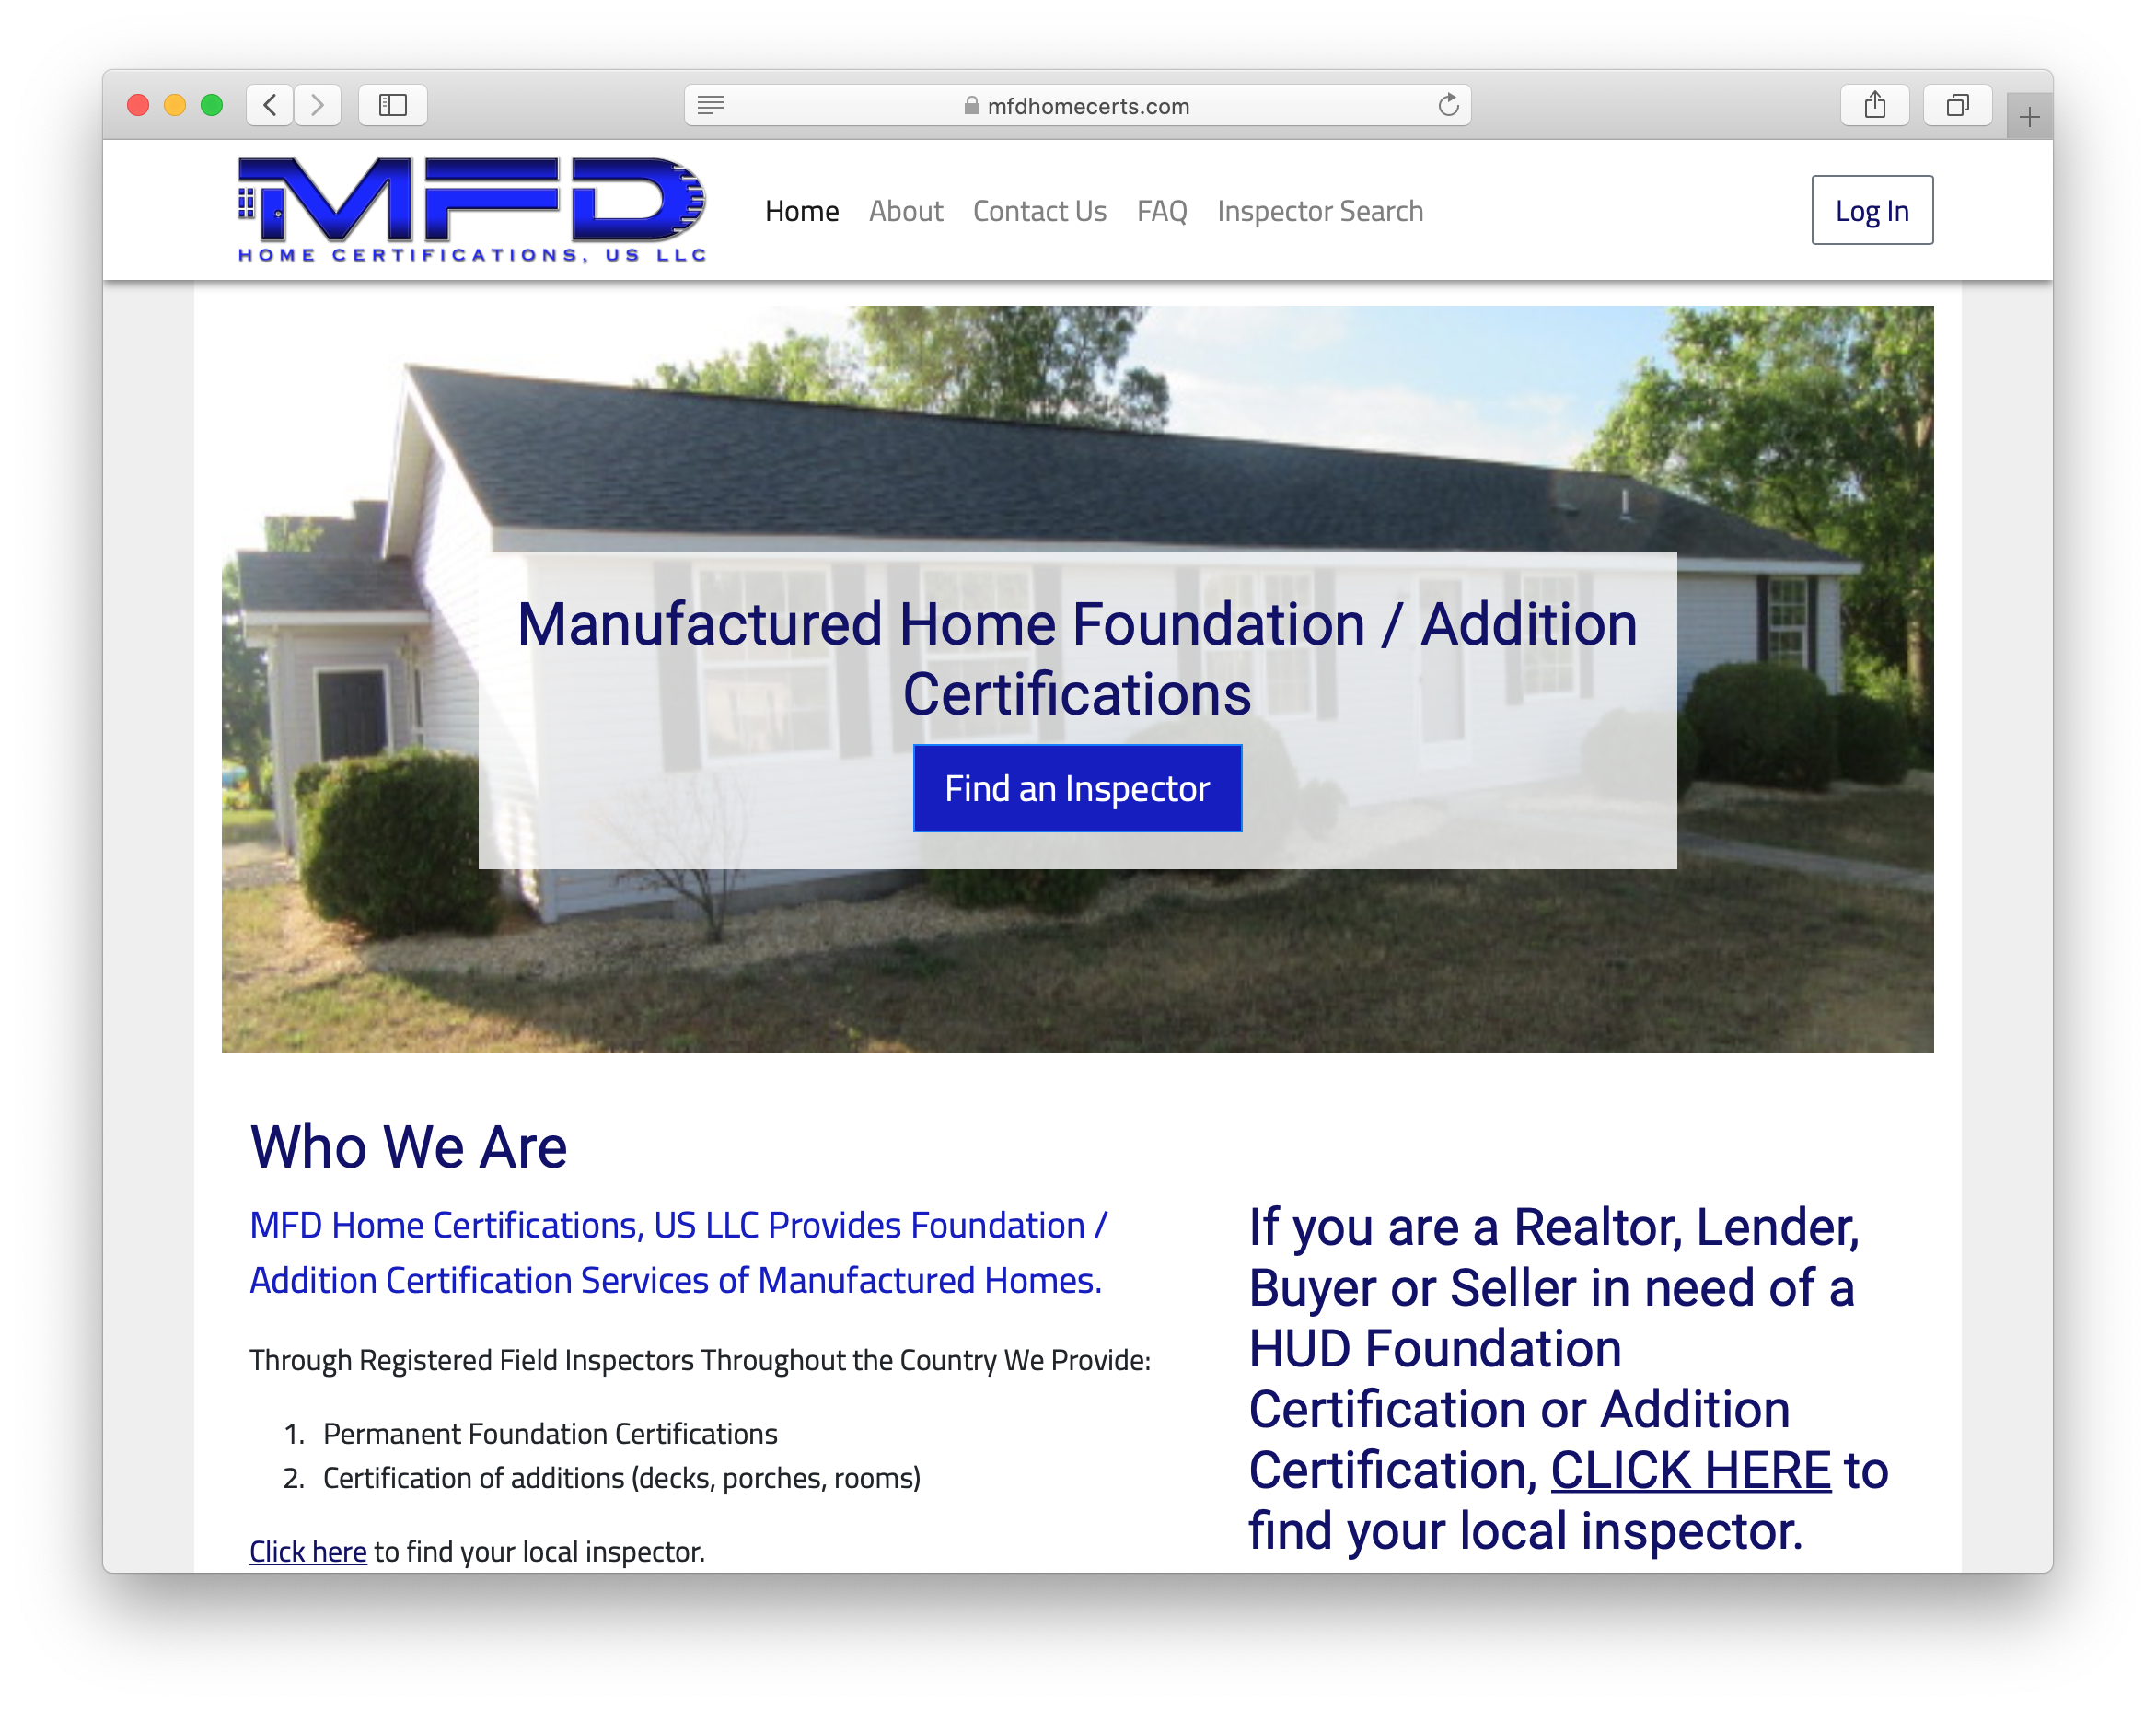 mfdhomecerts.com
MFD
HOME CERTIFICATIONS, US LLC
Home About Contact Us FAQ Inspector Search
Log In
Manufactured Home Foundation / Addition
Certifications
Find an Inspector
Who We Are
MFD Home Certifications, US LLC Provides Foundation /
Addition Certification Services of Manufactured Homes.
Through Registered Field Inspectors Throughout the Country We Provide:
1. Permanent Foundation Certifications
2. Certification of additions (decks, porches, rooms)
Click here to find your local inspector.
If you are a Realtor, Lender,
Buyer or Seller in need of a
HUD Foundation
Certification or Addition
Certification, CLICK HERE to
find your local inspector.